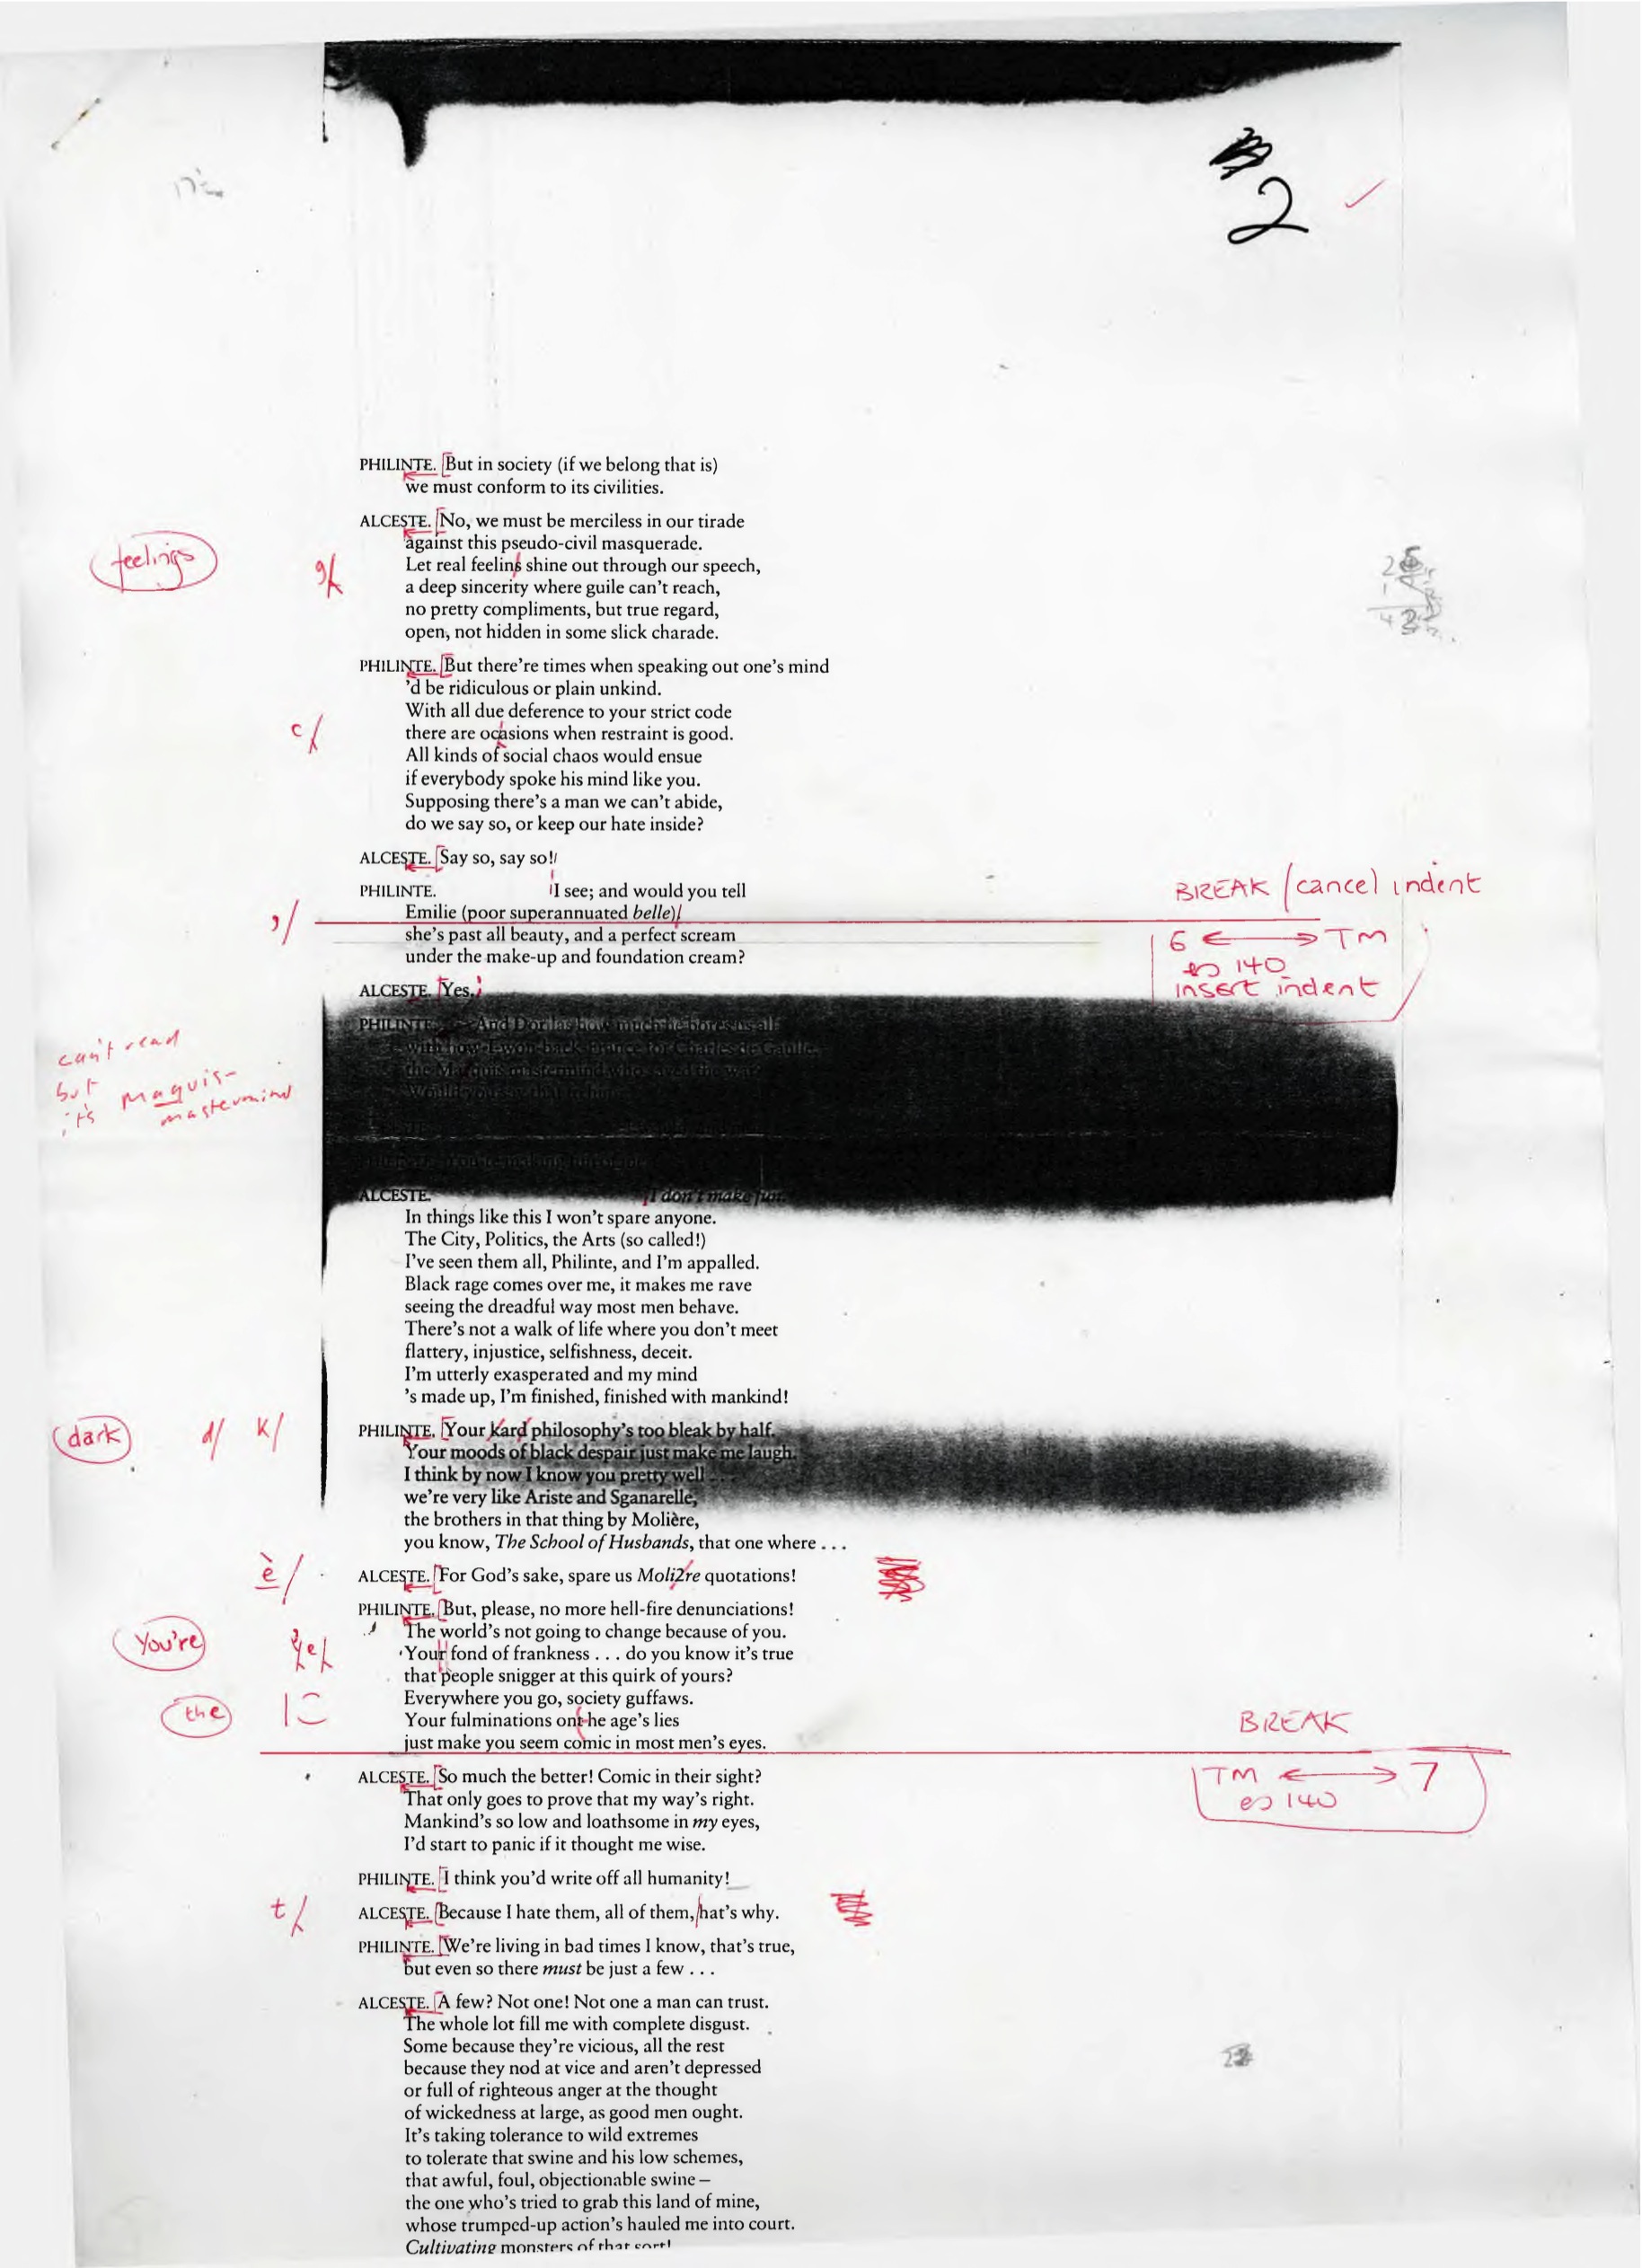 2
PHILINTE. But in society (if we belong that is)
we must conform to its civilities.
ALCESTE. No, we must be merciless in our tirade
against this pseudo-civil masquerade.
feelings
g/
Let real feelins shine out through our speech,
a deep sincerity where guile can't reach,
no pretty compliments, but true regard,
open, not hidden in some slick charade.
PHILINTE. But there're times when speaking out one's mind
'd be ridiculous or plain unkind.
With all due deference to your strict code
c/
there are ocasions when restraint is good.
All kinds of social chaos would ensue
if everybody spoke his mind like you.
Supposing there's a man we can't abide,
do we say so, or keep our hate inside?
ALCESTE. Say so, say so!
PHILINTE. I see; and would you tell
BREAK / cancel indent
Emilie (poor superannuated belle)
,/
she's past all beauty, and a perfect scream
6 ⟷ TM
140
insert indent
under the make-up and foundation cream?
ALCESTE. Yes.
PHILINTE. And Dorilas how much he bores us all
with how I won back France for Charles de Gaulle,
the Maquis mastermind who saved the
can't read
but
it's maquis-
mastermind
Would you say that
ALCESTE. I don't make fun.
In things like this I won't spare anyone.
The City, Politics, the Arts (so called!)
I've seen them all, Philinte, and I'm appalled.
Black rage comes over me, it makes me rave
seeing the dreadful way most men behave.
There's not a walk of life where you don't meet
flattery, injustice, selfishness, deceit.
I'm utterly exasperated and my mind
's made up, I'm finished, finished with mankind!
dark d/ k/
PHILINTE. Your kard philosophy's too bleak by half.
Your moods of black despair just make me laugh.
I think by now I know you pretty well . . .
we're very like Ariste and Sganarelle,
the brothers in that thing by Molière,
you know, The School of Husbands, that one where . . .
è/
ALCESTE. For God's sake, spare us Moli2re quotations!
PHILINTE. But, please, no more hell-fire denunciations!
The world's not going to change because of you.
You're
Your fond of frankness . . . do you know it's true
that people snigger at this quirk of yours?
Everywhere you go, society guffaws.
the
Your fulminations ont he age's lies
BREAK
just make you seem comic in most men's eyes.
ALCESTE. So much the better! Comic in their sight?
TM ⟷ 7
140
That only goes to prove that my way's right.
Mankind's so low and loathsome in my eyes,
I'd start to panic if it thought me wise.
PHILINTE. I think you'd write off all humanity!
t/
ALCESTE. Because I hate them, all of them, hat's why.
PHILINTE. We're living in bad times I know, that's true,
but even so there must be just a few . . .
ALCESTE. A few? Not one! Not one a man can trust.
The whole lot fill me with complete disgust.
Some because they're vicious, all the rest
because they nod at vice and aren't depressed
or full of righteous anger at the thought
of wickedness at large, as good men ought.
It's taking tolerance to wild extremes
to tolerate that swine and his low schemes,
that awful, foul, objectionable swine –
the one who's tried to grab this land of mine,
whose trumped-up action's hauled me into court.
Cultivating monsters of that sort!